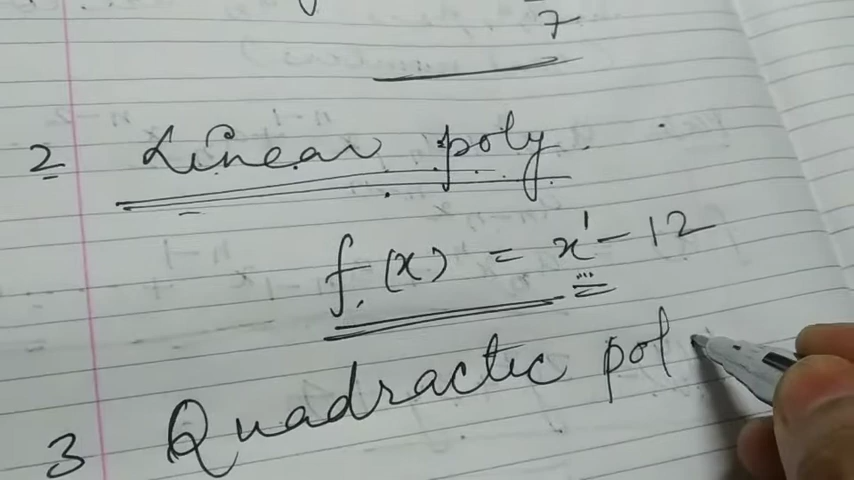 7
2 Linear poly.
f(x) = x¹ - 12
3 Quadractic pol